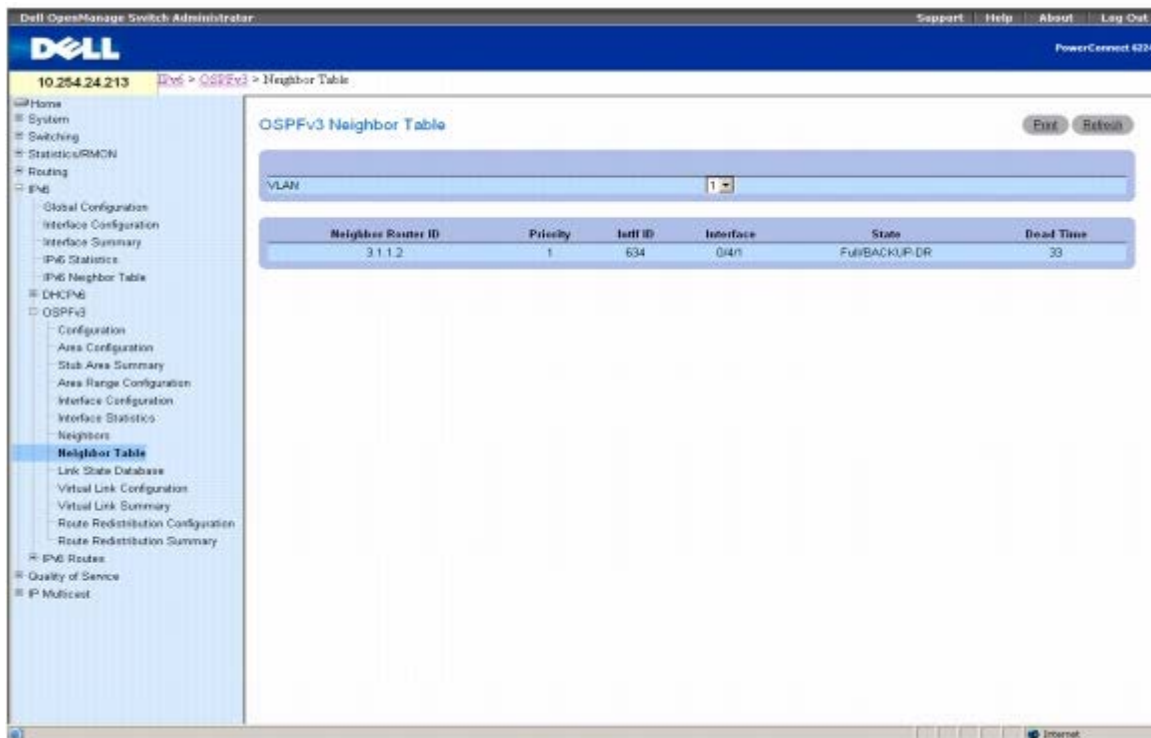 Dell OpenManage Switch Administrator
Support Help About Log Out
DELL
PowerConnect 6224
10.254.24.213
IPv6 > OSPFv3 > Neighbor Table
Home
System
Switching
Statistics/RMON
Routing
IPv6
Global Configuration
Interface Configuration
Interface Summary
IPv6 Statistics
IPv6 Neighbor Table
DHCPv6
OSPFv3
Configuration
Area Configuration
Stub Area Summary
Area Range Configuration
Interface Configuration
Interface Statistics
Neighbors
Neighbor Table
Link State Database
Virtual Link Configuration
Virtual Link Summary
Route Redistribution Configuration
Route Redistribution Summary
IPv6 Routes
Quality of Service
IP Multicast
OSPFv3 Neighbor Table
Print Refresh
VLAN 1
Neighbor Router ID Priority Intf ID Interface State Dead Time
3.1.1.2 1 634 0/4/1 Full/BACKUP-DR 33
Internet